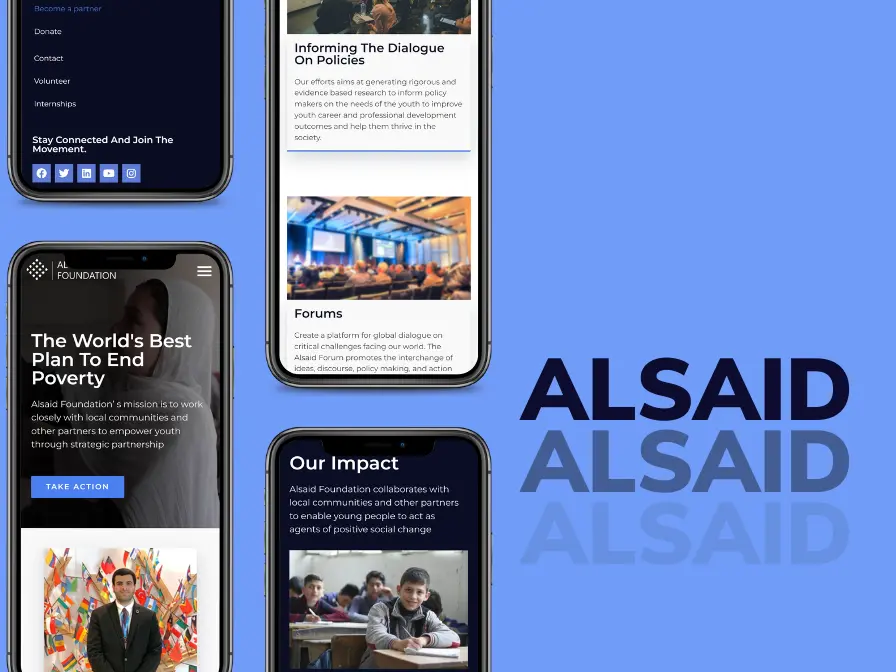 Become a partner
Donate
Contact
Volunteer
Internships
Stay Connected And Join The
Movement.
AL
FOUNDATION
The World's Best
Plan To End
Poverty
Alsaid Foundation' s mission is to work
closely with local communities and
other partners to empower youth
through strategic partnership
TAKE ACTION
Informing The Dialogue
On Policies
Our efforts aims at generating rigorous and
evidence based research to inform policy
makers on the needs of the youth to improve
youth career and professional development
outcomes and help them thrive in the
society.
Forums
Create a platform for global dialogue on
critical challenges facing our world. The
Alsaid Forum promotes the interchange of
ideas, discourse, policy making, and action
Our Impact
Alsaid Foundation collaborates with
local communities and other partners
to enable young people to act as
agents of positive social change
ALSAID
ALSAID
ALSAID